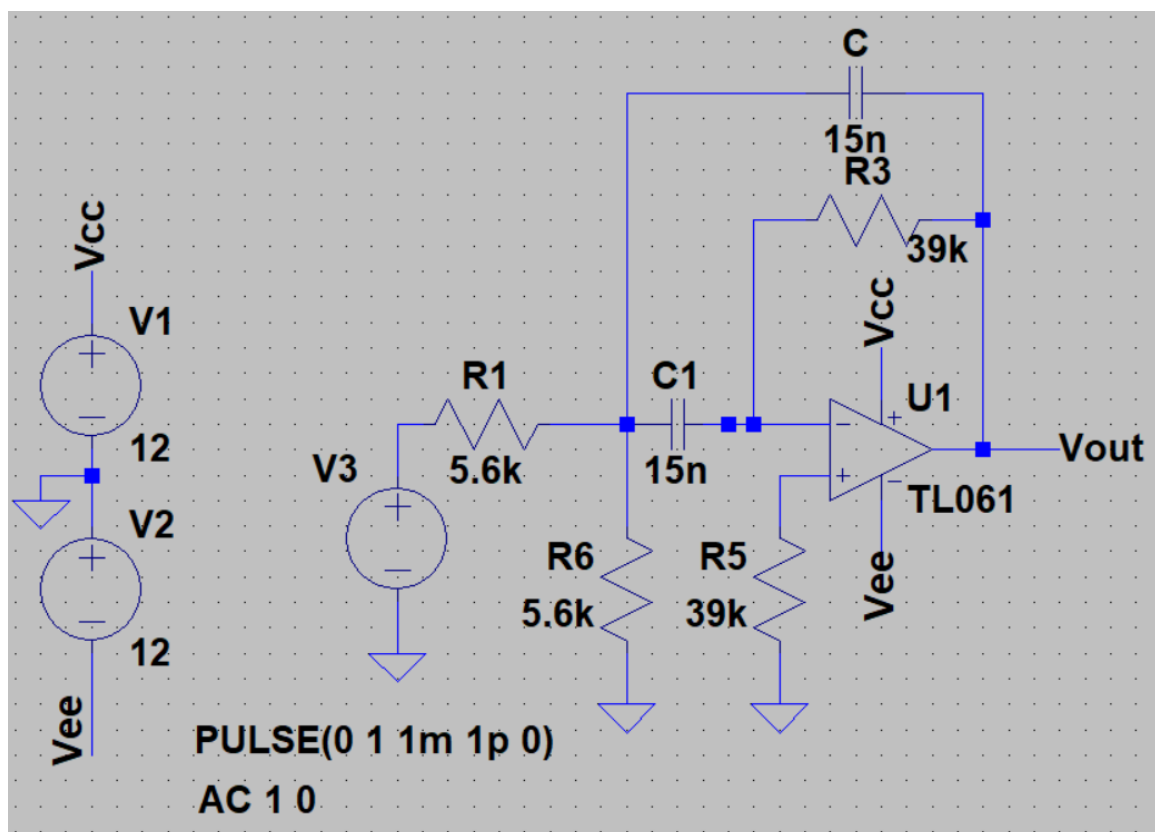 C
15n
R3
39k
Vcc
V1
+
−
12
V2
+
−
12
Vee
V3
+
−
R1
5.6k
C1
15n
Vcc
U1
+
−
+
−
TL061
Vee
Vout
R6
5.6k
R5
39k
PULSE(0 1 1m 1p 0)
AC 1 0